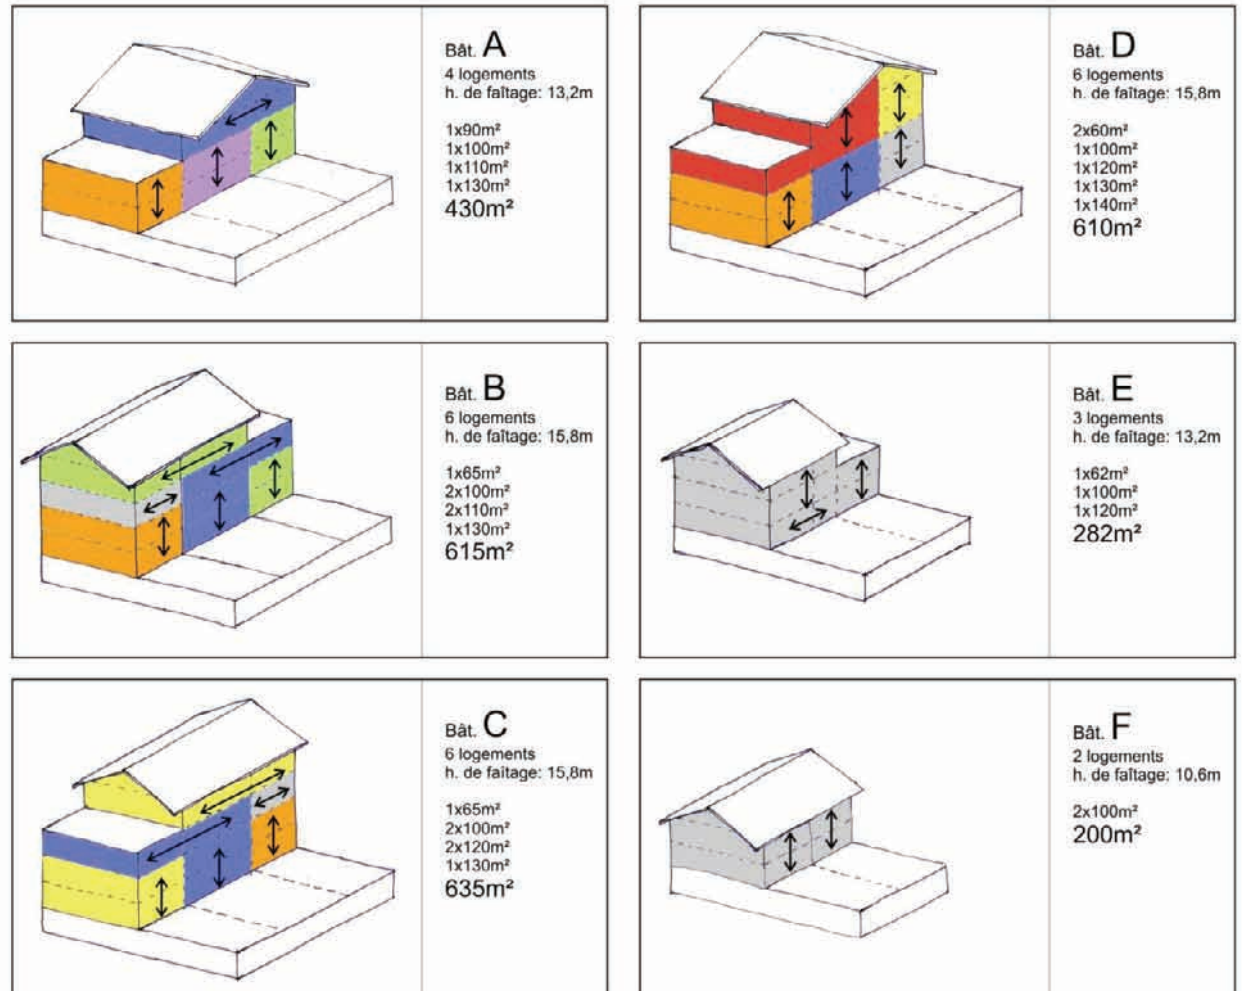 Bât. A
4 logements
h. de faîtage: 13,2m
1x90m²
1x100m²
1x110m²
1x130m²
430m²
Bât. B
6 logements
h. de faîtage: 15,8m
1x65m²
2x100m²
2x110m²
1x130m²
615m²
Bât. C
6 logements
h. de faîtage: 15,8m
1x65m²
2x100m²
2x120m²
1x130m²
635m²
Bât. D
6 logements
h. de faîtage: 15,8m
2x60m²
1x100m²
1x120m²
1x130m²
1x140m²
610m²
Bât. E
3 logements
h. de faîtage: 13,2m
1x62m²
1x100m²
1x120m²
282m²
Bât. F
2 logements
h. de faîtage: 10,6m
2x100m²
200m²